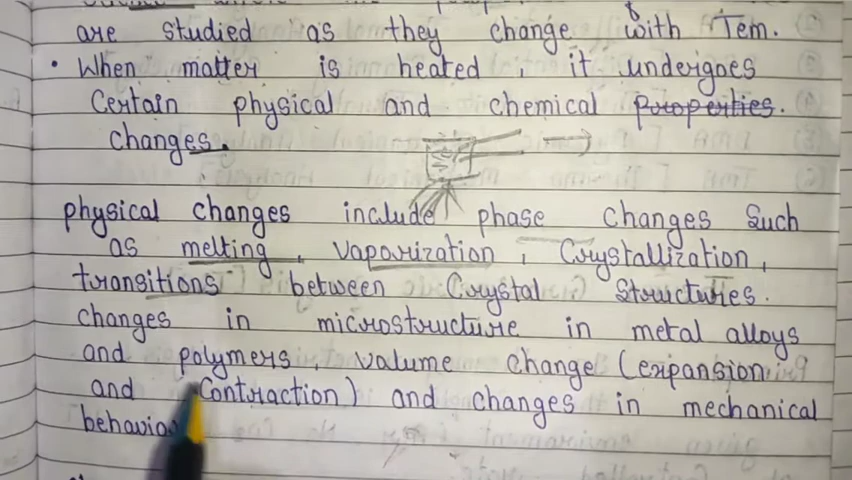 are studied as they change with Tem.
• When matter is heated, it undergoes
Certain physical and chemical properties.
changes.
physical changes include phase changes Such
as melting, vaporization, Crystallization,
transitions between Crystal Structures.
changes in microstructure in metal alloys
and polymers, volume change (expansion
and Contraction) and changes in mechanical